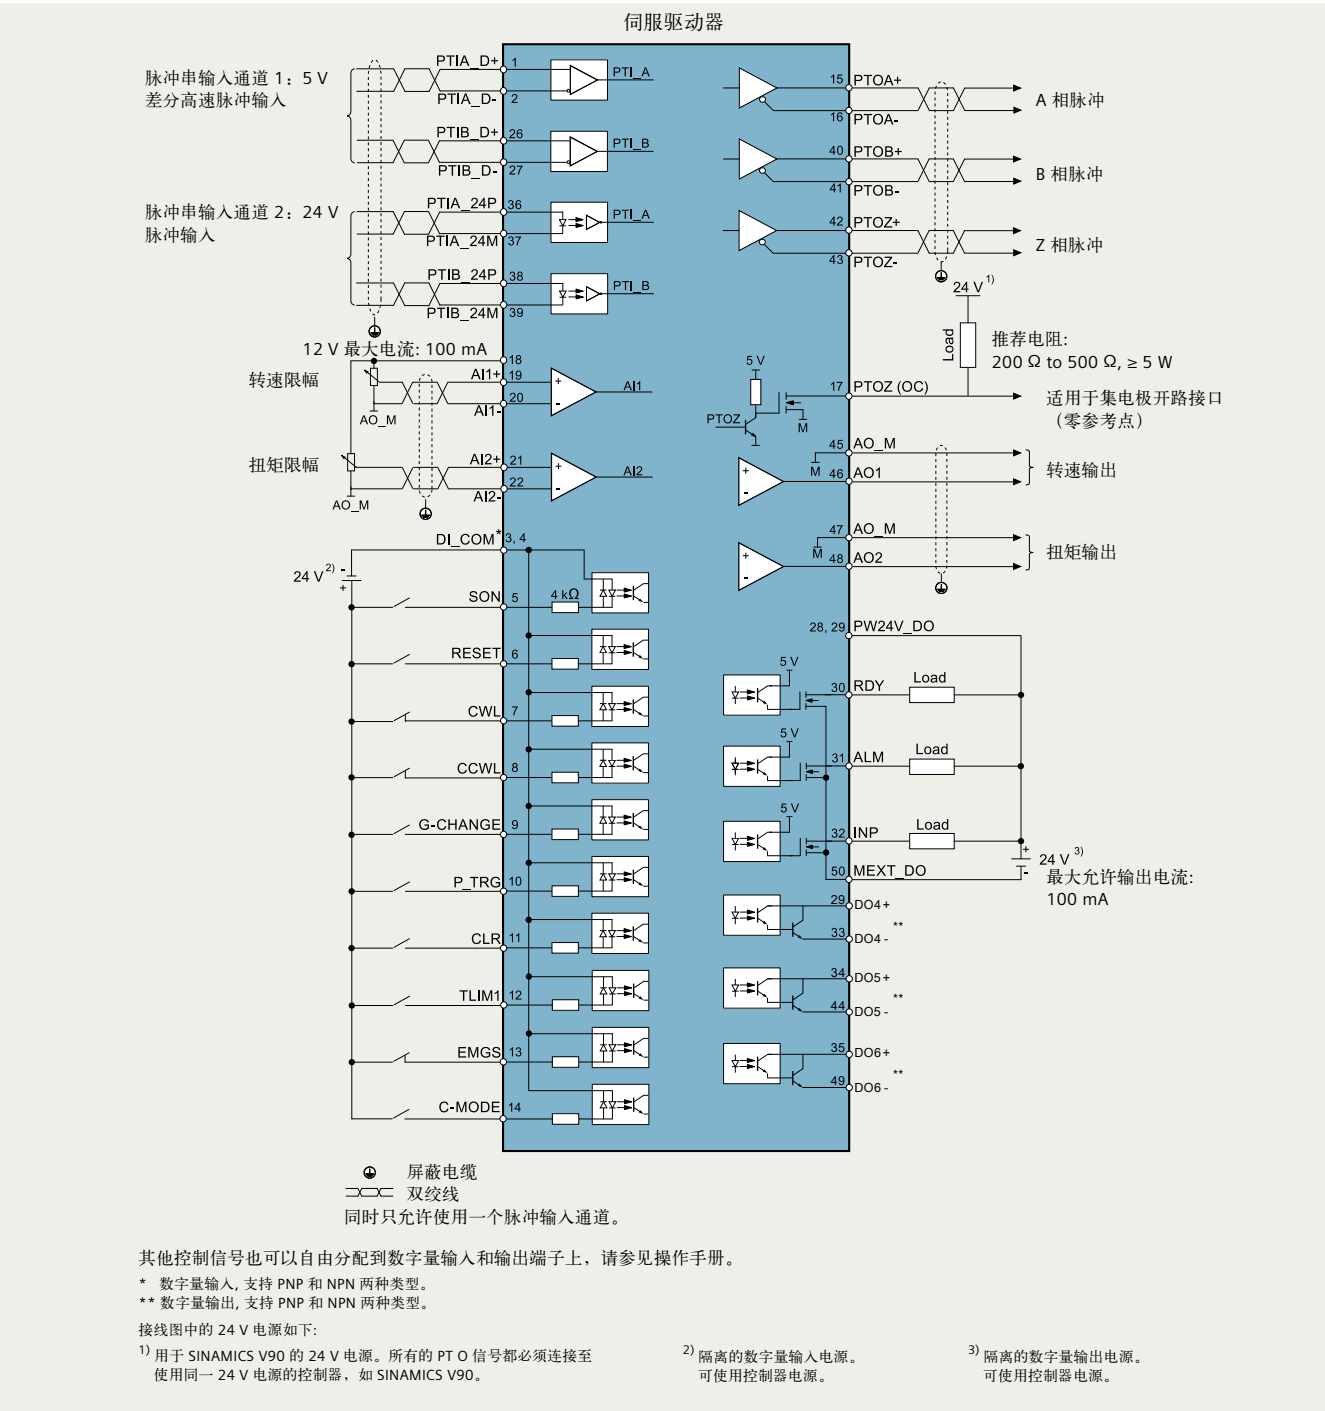 伺服驱动器
脉冲串输入通道 1：5 V
差分高速脉冲输入
PTIA_D+
1
PTI_A
PTIA_D-
2
PTIB_D+
26
PTI_B
PTIB_D-
27
脉冲串输入通道 2：24 V
脉冲输入
PTIA_24P
36
PTI_A
PTIA_24M
37
PTIB_24P
38
PTI_B
PTIB_24M
39
12 V 最大电流: 100 mA
18
转速限幅
AI1+
19
AI1
20
AI1-
AO_M
扭矩限幅
AI2+
21
AI2
22
AI2-
AO_M
DI_COM*
3, 4
24 V 2)
-
+
SON
5
4 kΩ
RESET
6
CWL
7
CCWL
8
G-CHANGE
9
P_TRG
10
CLR
11
TLIM1
12
EMGS
13
C-MODE
14
15
PTOA+
A 相脉冲
16
PTOA-
40
PTOB+
B 相脉冲
41
PTOB-
42
PTOZ+
Z 相脉冲
43
PTOZ-
24 V 1)
Load
推荐电阻:
200 Ω to 500 Ω, ≥ 5 W
5 V
17
PTOZ (OC)
适用于集电极开路接口
（零参考点）
PTOZ
M
45
AO_M
M
46
AO1
转速输出
47
AO_M
M
48
AO2
扭矩输出
28, 29
PW24V_DO
5 V
30
RDY
Load
5 V
31
ALM
Load
5 V
32
INP
Load
+
24 V 3)
-
50
MEXT_DO
最大允许输出电流:
100 mA
29
DO4+
**
33
DO4-
34
DO5+
**
44
DO5-
35
DO6+
**
49
DO6-
屏蔽电缆
双绞线
同时只允许使用一个脉冲输入通道。
其他控制信号也可以自由分配到数字量输入和输出端子上，请参见操作手册。
* 数字量输入, 支持 PNP 和 NPN 两种类型。
** 数字量输出, 支持 PNP 和 NPN 两种类型。
接线图中的 24 V 电源如下:
1) 用于 SINAMICS V90 的 24 V 电源。所有的 PT O 信号都必须连接至
使用同一 24 V 电源的控制器，如 SINAMICS V90。
2) 隔离的数字量输入电源。
可使用控制器电源。
3) 隔离的数字量输出电源。
可使用控制器电源。